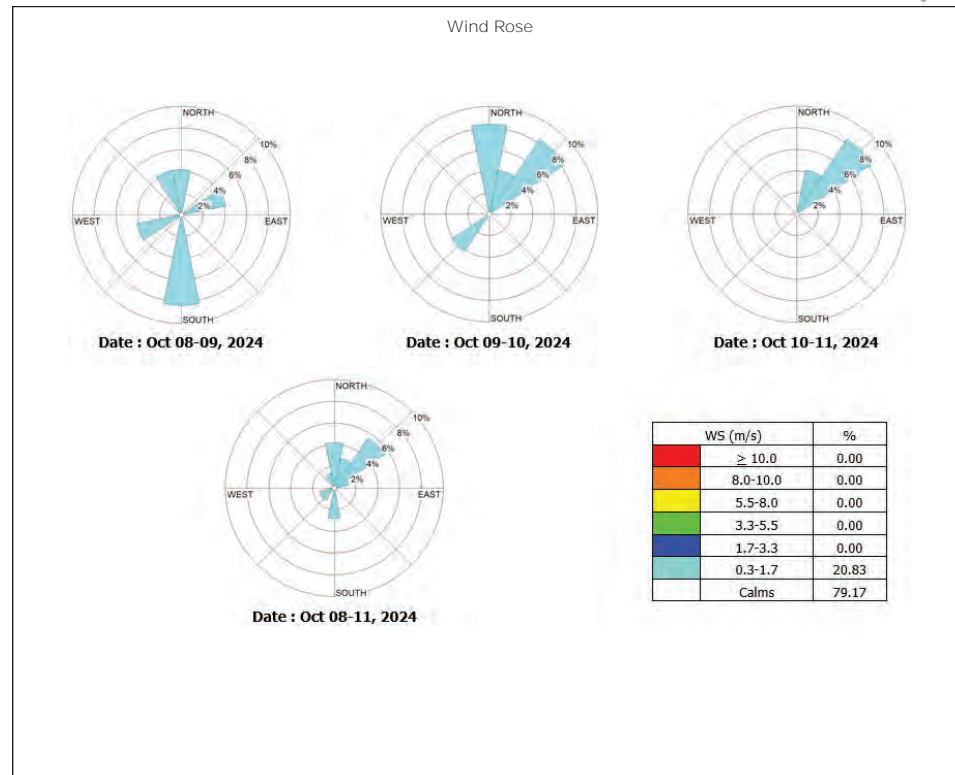 Wind Rose
NORTH
10%
8%
6%
4%
2%
WEST
EAST
SOUTH
Date : Oct 08-09, 2024
NORTH
10%
8%
6%
4%
2%
WEST
EAST
SOUTH
Date : Oct 09-10, 2024
NORTH
10%
8%
6%
4%
2%
WEST
EAST
SOUTH
Date : Oct 10-11, 2024
NORTH
10%
8%
6%
4%
2%
WEST
EAST
SOUTH
Date : Oct 08-11, 2024
WS (m/s) %
≥ 10.0 0.00
8.0-10.0 0.00
5.5-8.0 0.00
3.3-5.5 0.00
1.7-3.3 0.00
0.3-1.7 20.83
Calms 79.17